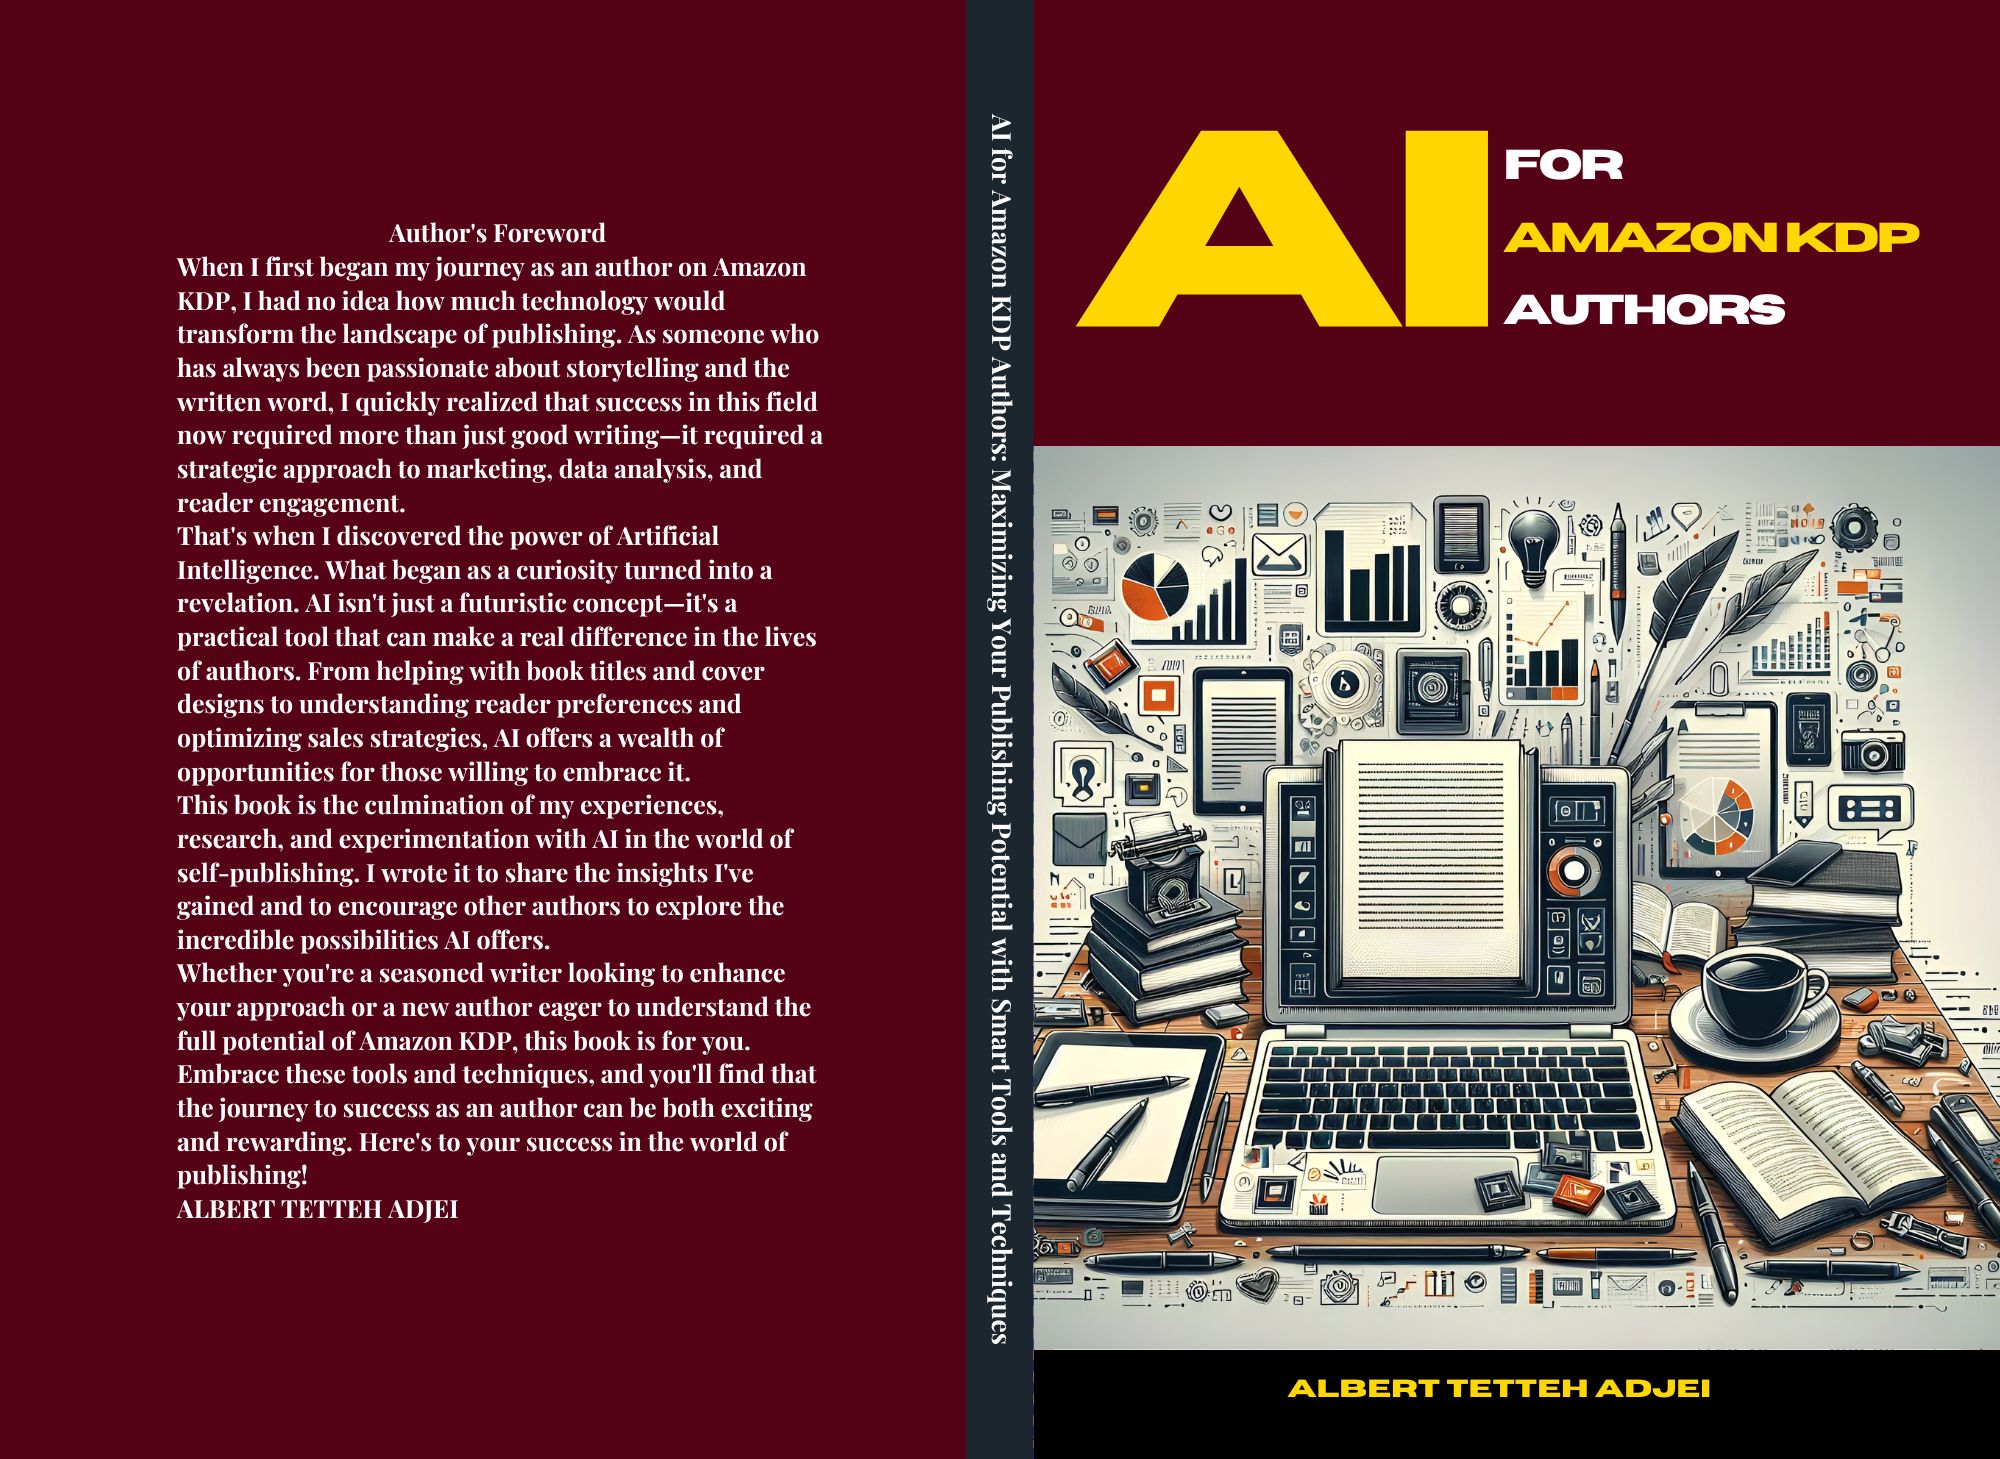 Author's Foreword
When I first began my journey as an author on Amazon
KDP, I had no idea how much technology would
transform the landscape of publishing. As someone who
has always been passionate about storytelling and the
written word, I quickly realized that success in this field
now required more than just good writing—it required a
strategic approach to marketing, data analysis, and
reader engagement.
That's when I discovered the power of Artificial
Intelligence. What began as a curiosity turned into a
revelation. AI isn't just a futuristic concept—it's a
practical tool that can make a real difference in the lives
of authors. From helping with book titles and cover
designs to understanding reader preferences and
optimizing sales strategies, AI offers a wealth of
opportunities for those willing to embrace it.
This book is the culmination of my experiences,
research, and experimentation with AI in the world of
self-publishing. I wrote it to share the insights I've
gained and to encourage other authors to explore the
incredible possibilities AI offers.
Whether you're a seasoned writer looking to enhance
your approach or a new author eager to understand the
full potential of Amazon KDP, this book is for you.
Embrace these tools and techniques, and you'll find that
the journey to success as an author can be both exciting
and rewarding. Here's to your success in the world of
publishing!
ALBERT TETTEH ADJEI
AI for Amazon KDP Authors: Maximizing Your Publishing Potential with Smart Tools and Techniques
AI
FOR
AMAZON KDP
AUTHORS
ALBERT TETTEH ADJEI